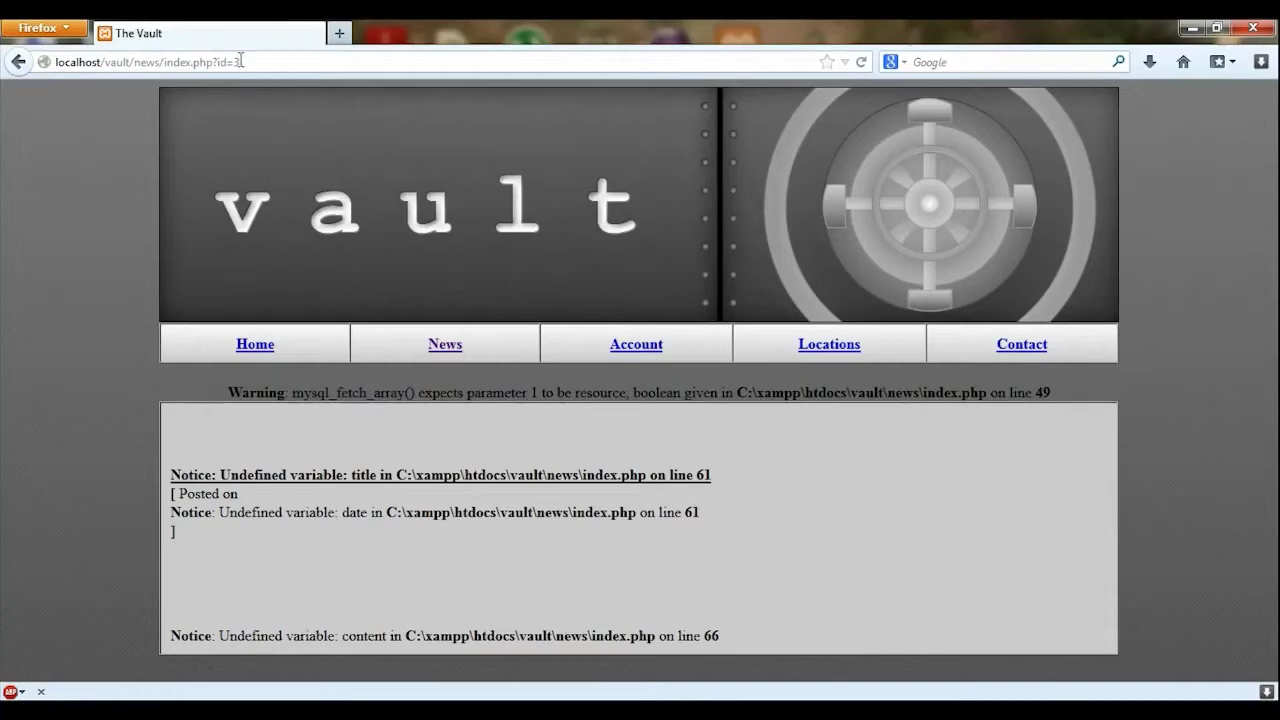 Firefox
The Vault
localhost/vault/news/index.php?id=3
Google
vault
Home
News
Account
Locations
Contact
Warning: mysql_fetch_array() expects parameter 1 to be resource, boolean given in C:\xampp\htdocs\vault\news\index.php on line 49
Notice: Undefined variable: title in C:\xampp\htdocs\vault\news\index.php on line 61
[ Posted on
Notice: Undefined variable: date in C:\xampp\htdocs\vault\news\index.php on line 61
]
Notice: Undefined variable: content in C:\xampp\htdocs\vault\news\index.php on line 66
ABP